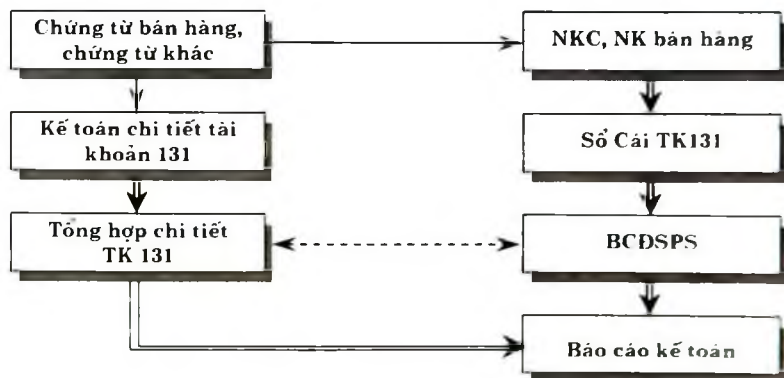 Chứng từ bán hàng,
chứng từ khác
NKC, NK bán hàng
Kế toán chi tiết tài
khoản 131
Sổ Cái TK131
Tổng hợp chi tiết
TK 131
BCĐSPS
Báo cáo kế toán